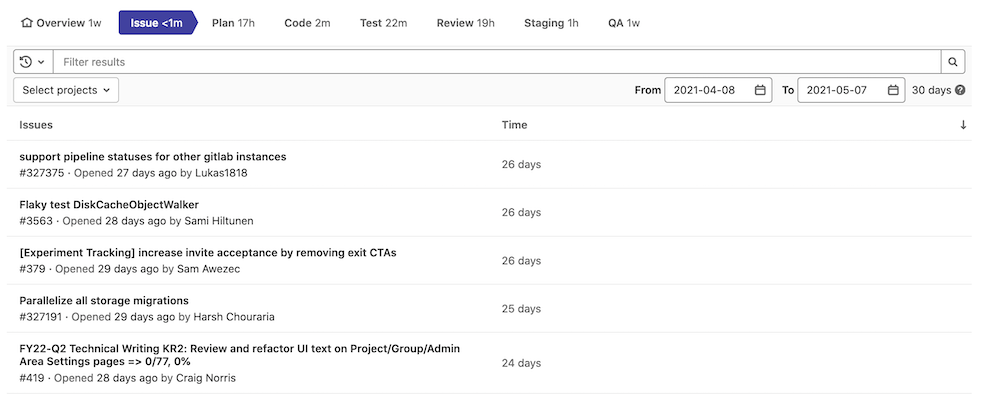 Overview 1w Issue <1m Plan 17h Code 2m Test 22m Review 19h Staging 1h QA 1w
Filter results
Select projects From 2021-04-08 To 2021-05-07 30 days
Issues Time
support pipeline statuses for other gitlab instances
#327375 · Opened 27 days ago by Lukas1818
26 days
Flaky test DiskCacheObjectWalker
#3563 · Opened 28 days ago by Sami Hiltunen
26 days
[Experiment Tracking] increase invite acceptance by removing exit CTAs
#379 · Opened 29 days ago by Sam Awezec
26 days
Parallelize all storage migrations
#327191 · Opened 29 days ago by Harsh Chouraria
25 days
FY22-Q2 Technical Writing KR2: Review and refactor UI text on Project/Group/Admin
Area Settings pages => 0/77, 0%
#419 · Opened 28 days ago by Craig Norris
24 days